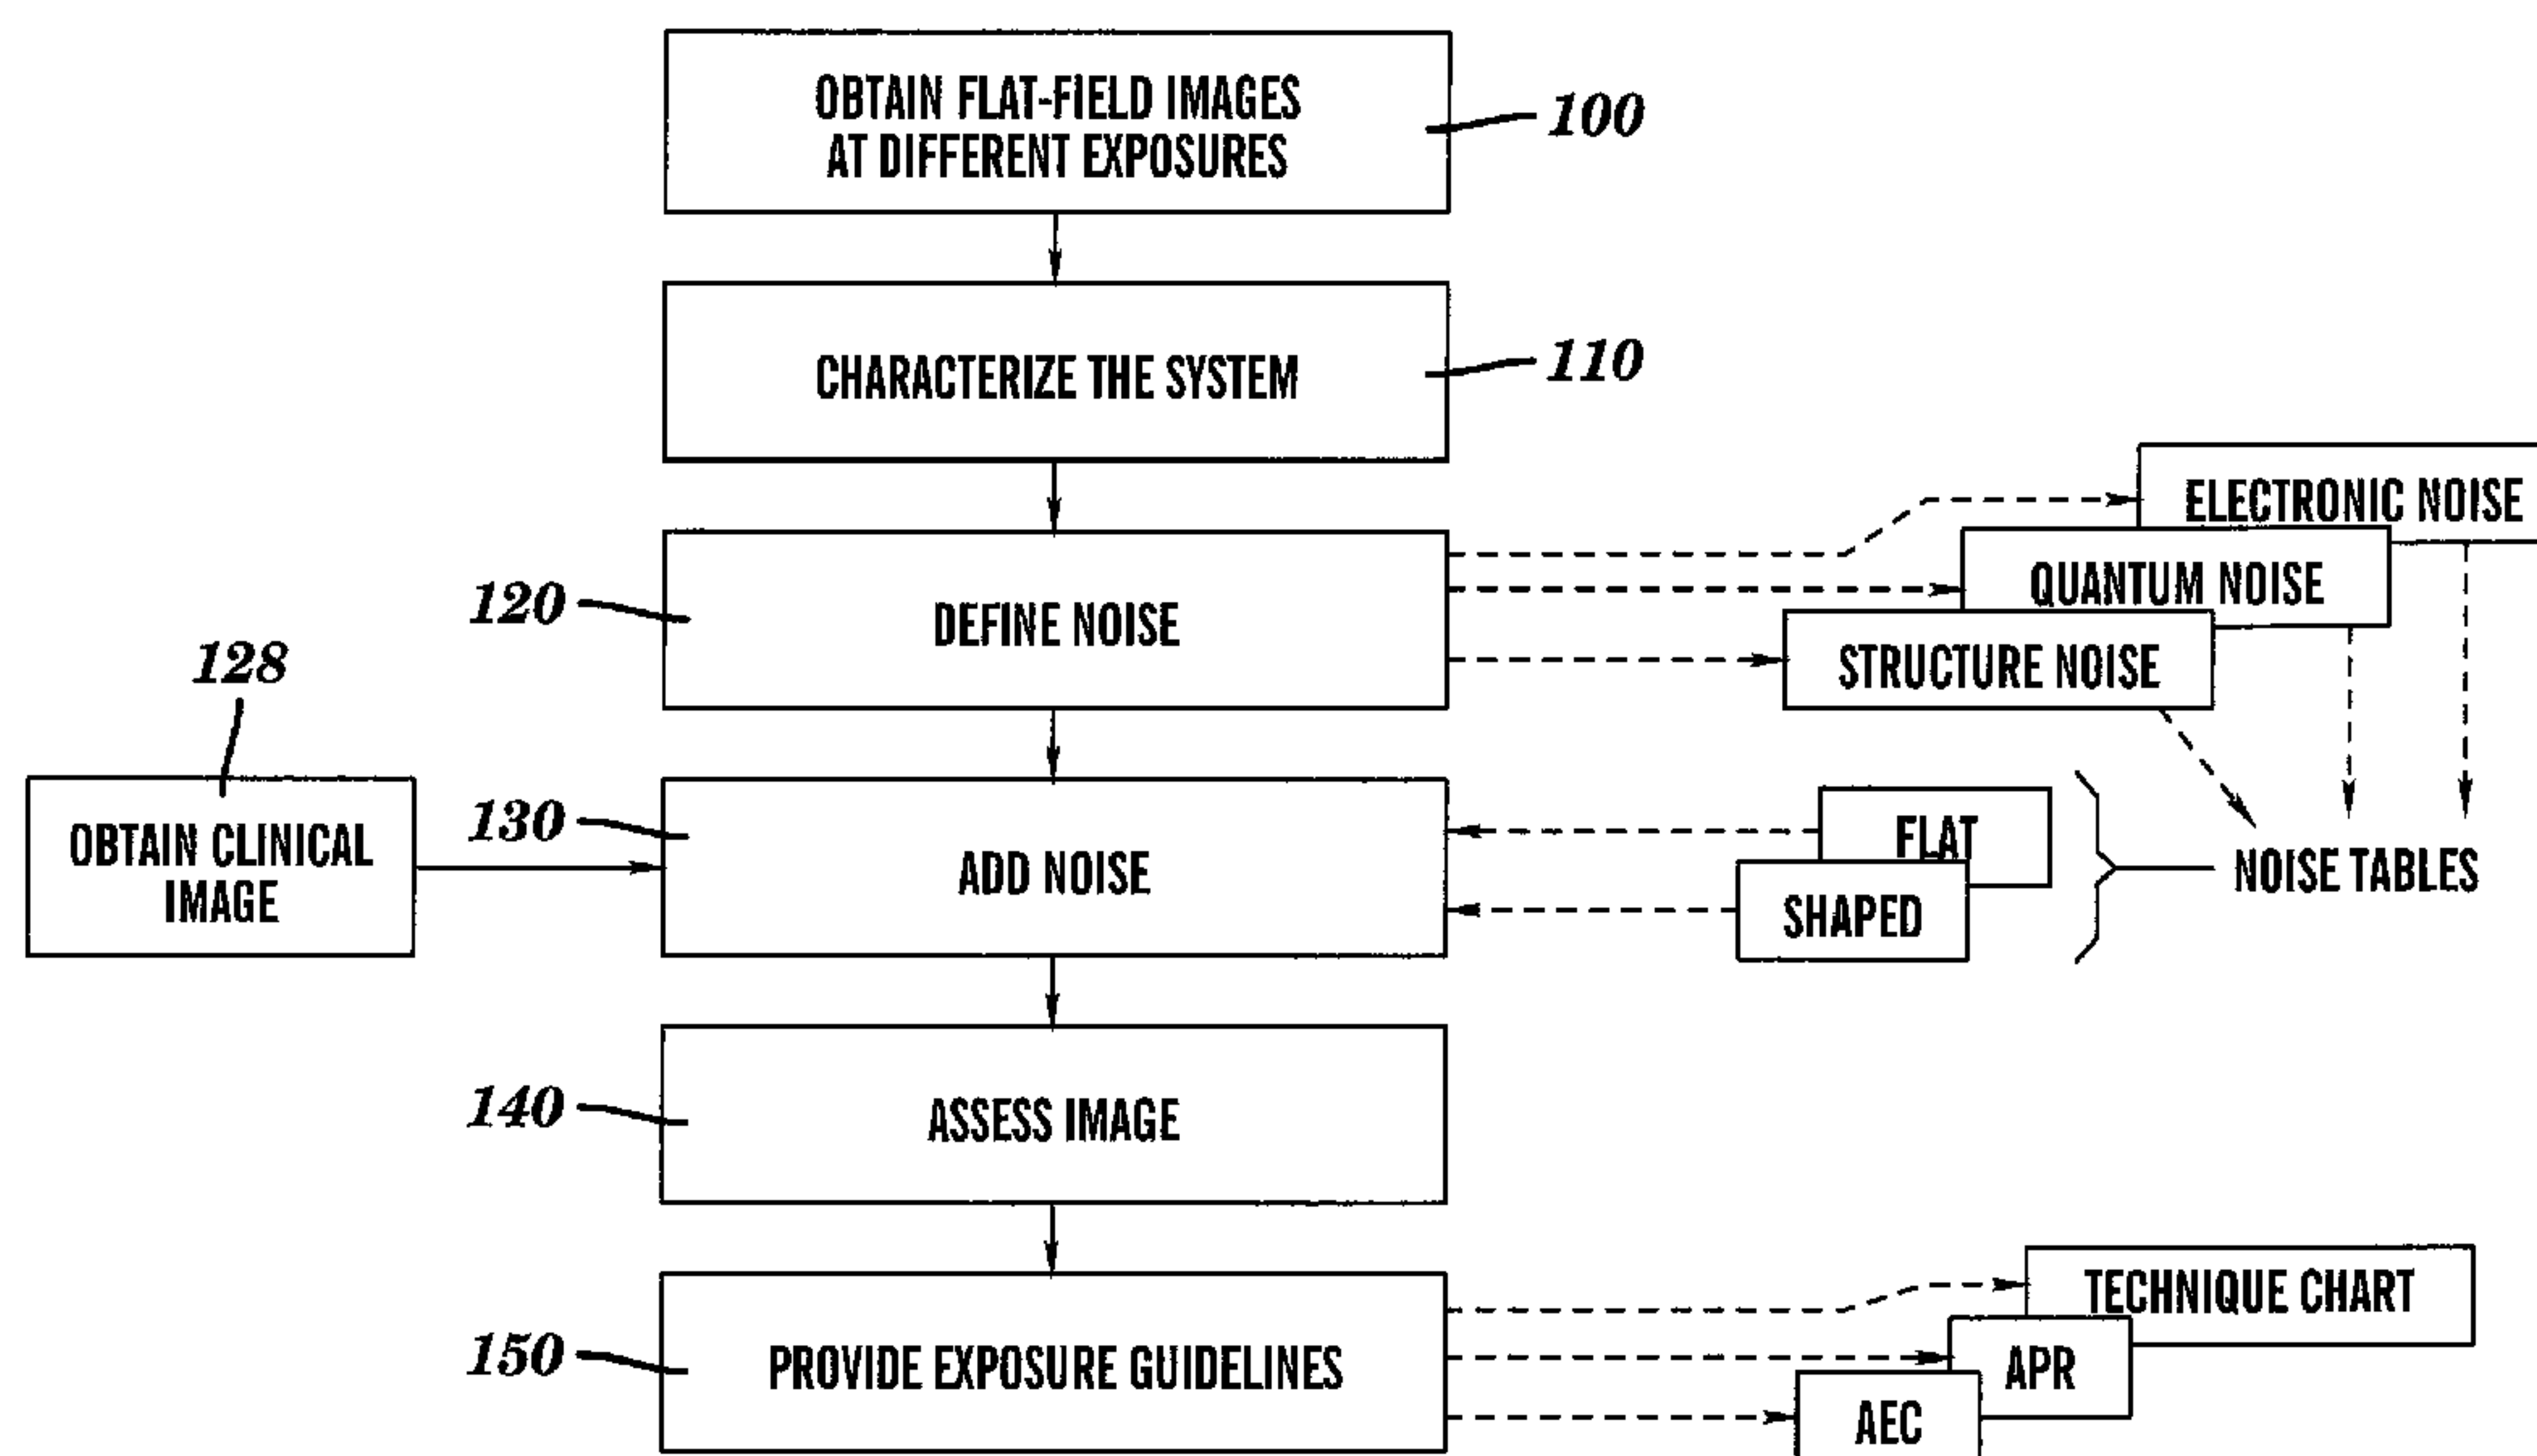 OBTAIN FLAT-FIELD IMAGES
AT DIFFERENT EXPOSURES
100
CHARACTERIZE THE SYSTEM
110
ELECTRONIC NOISE
QUANTUM NOISE
STRUCTURE NOISE
120
DEFINE NOISE
128
OBTAIN CLINICAL
IMAGE
130
ADD NOISE
FLAT
SHAPED
NOISE TABLES
140
ASSESS IMAGE
150
PROVIDE EXPOSURE GUIDELINES
TECHNIQUE CHART
APR
AEC